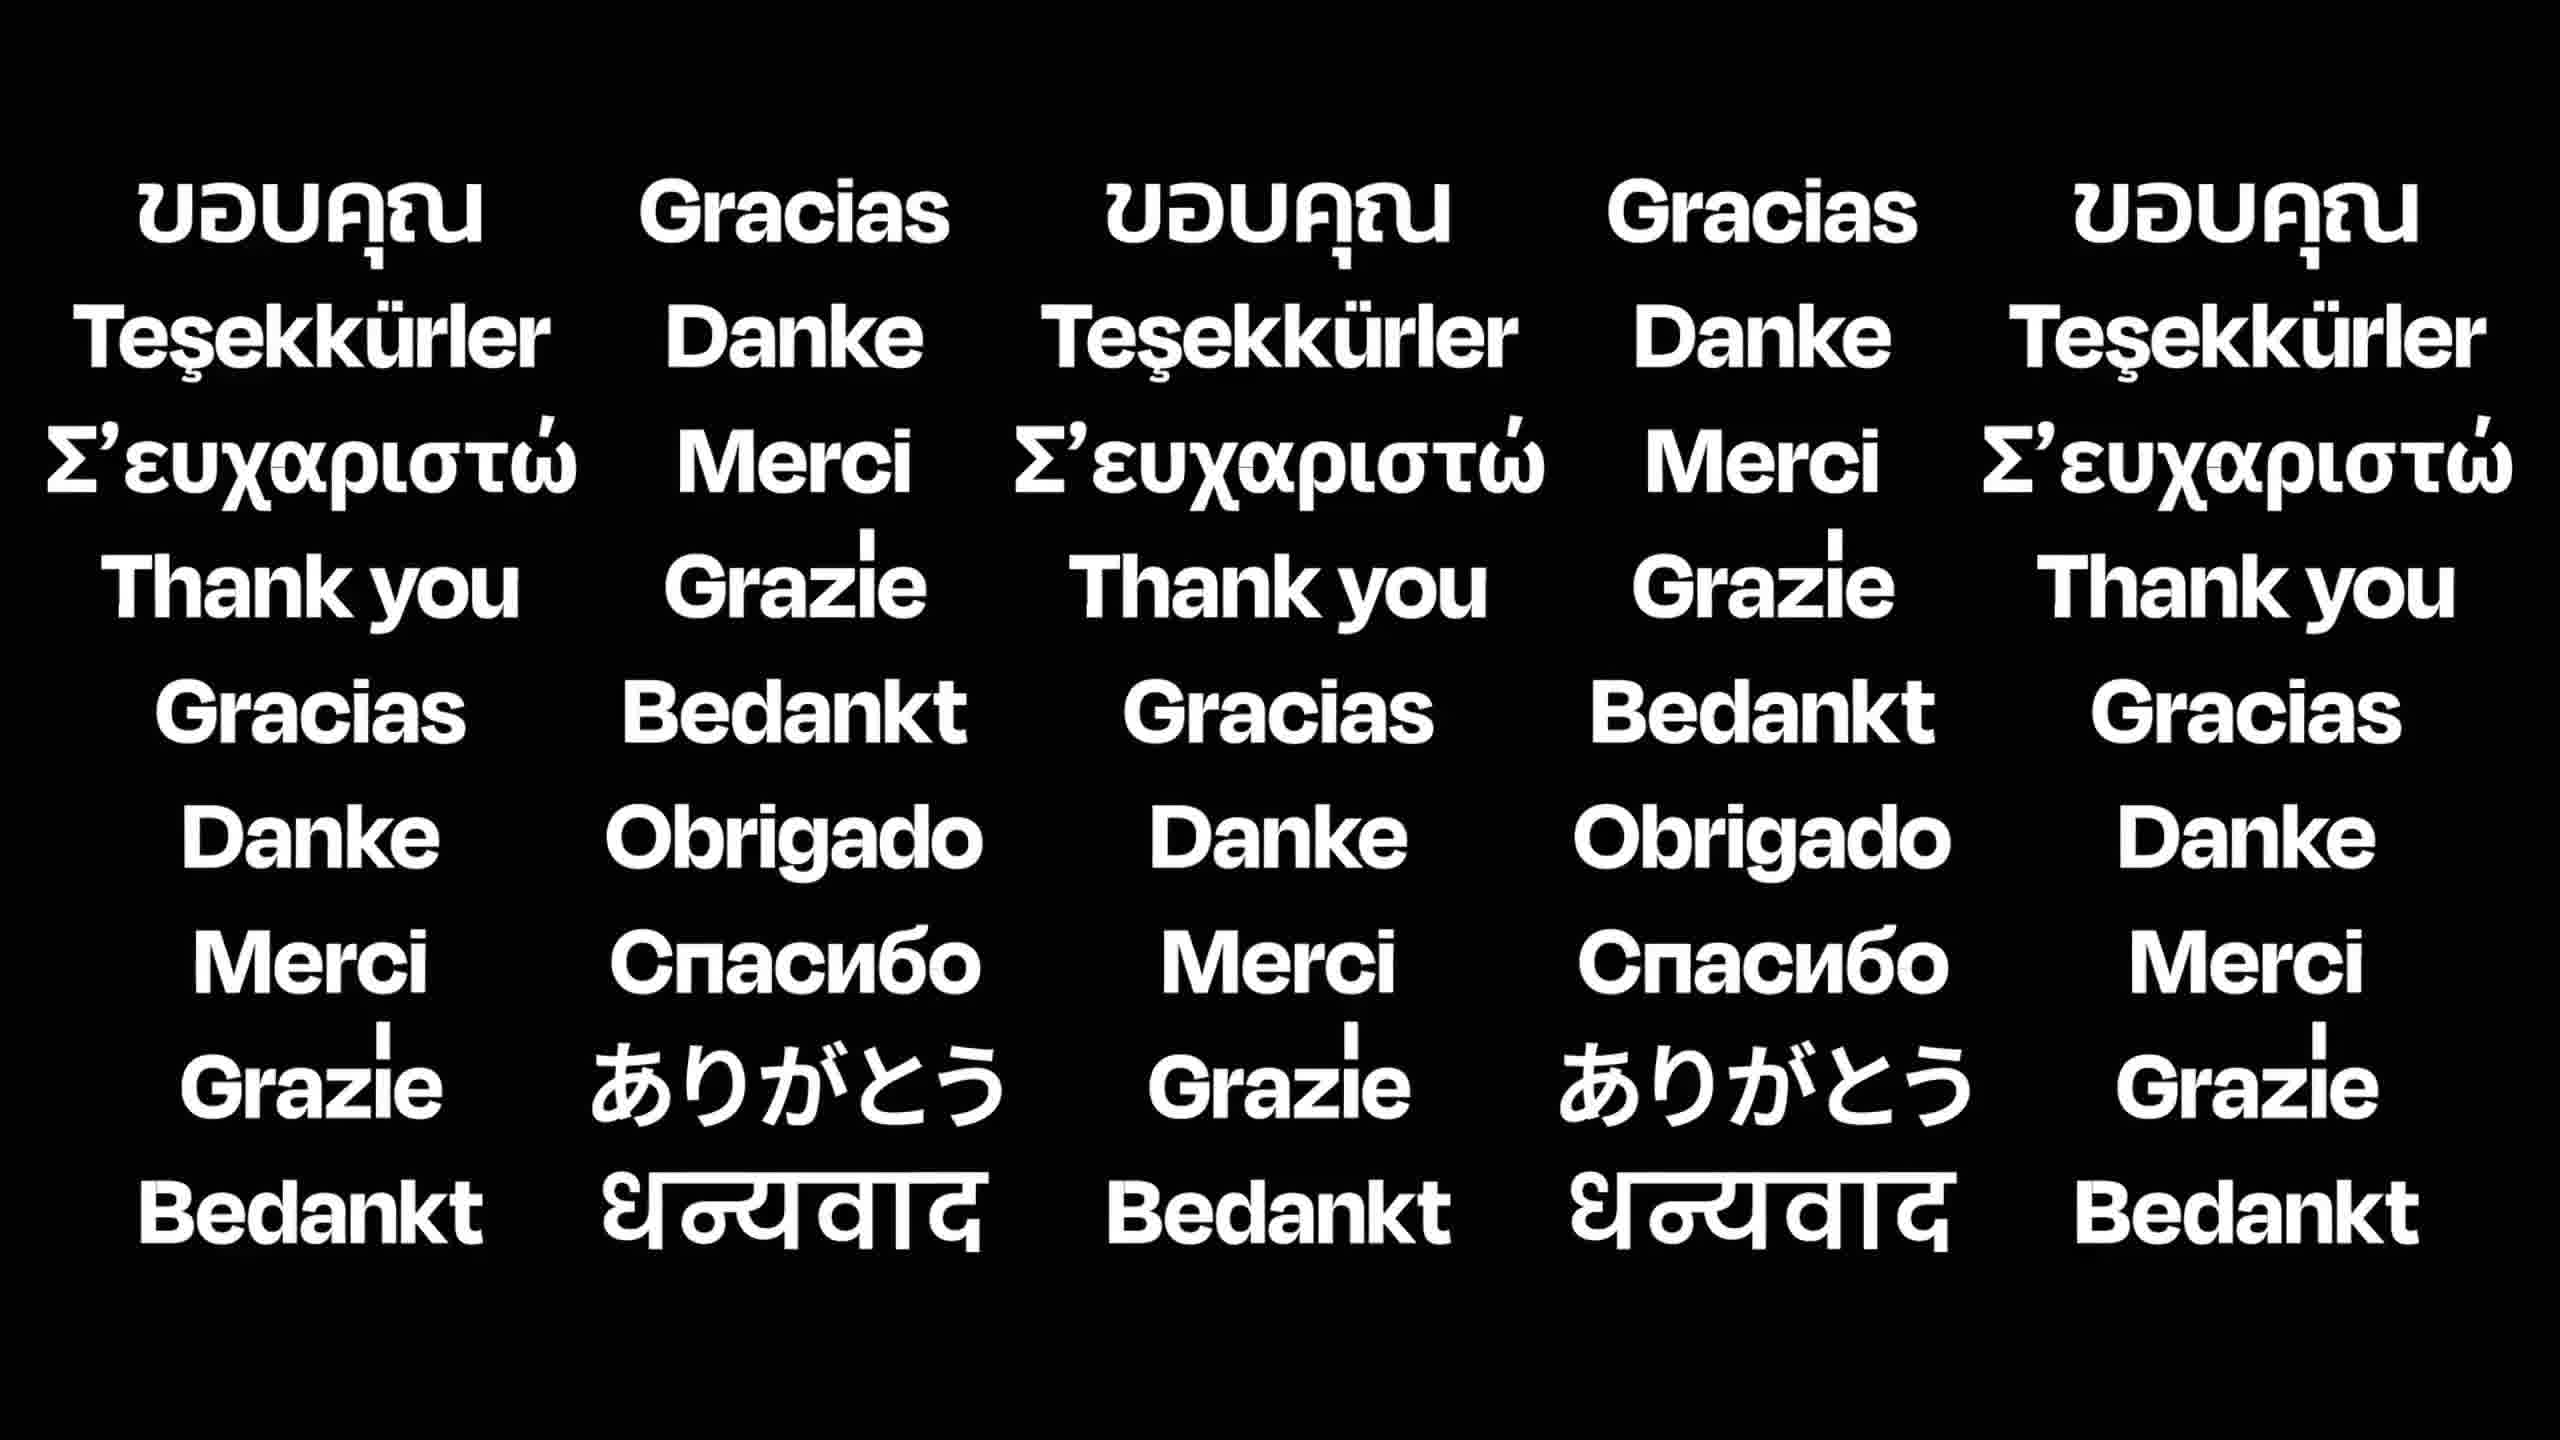 ขอบคุณ Gracias ขอบคุณ Gracias ขอบคุณ
Teşekkürler Danke Teşekkürler Danke Teşekkürler
Σ’ευχαριστώ Merci Σ’ευχαριστώ Merci Σ’ευχαριστώ
Thank you Grazie Thank you Grazie Thank you
Gracias Bedankt Gracias Bedankt Gracias
Danke Obrigado Danke Obrigado Danke
Merci Спасибо Merci Спасибо Merci
Grazie ありがとう Grazie ありがとう Grazie
Bedankt धन्यवाद Bedankt धन्यवाद Bedankt